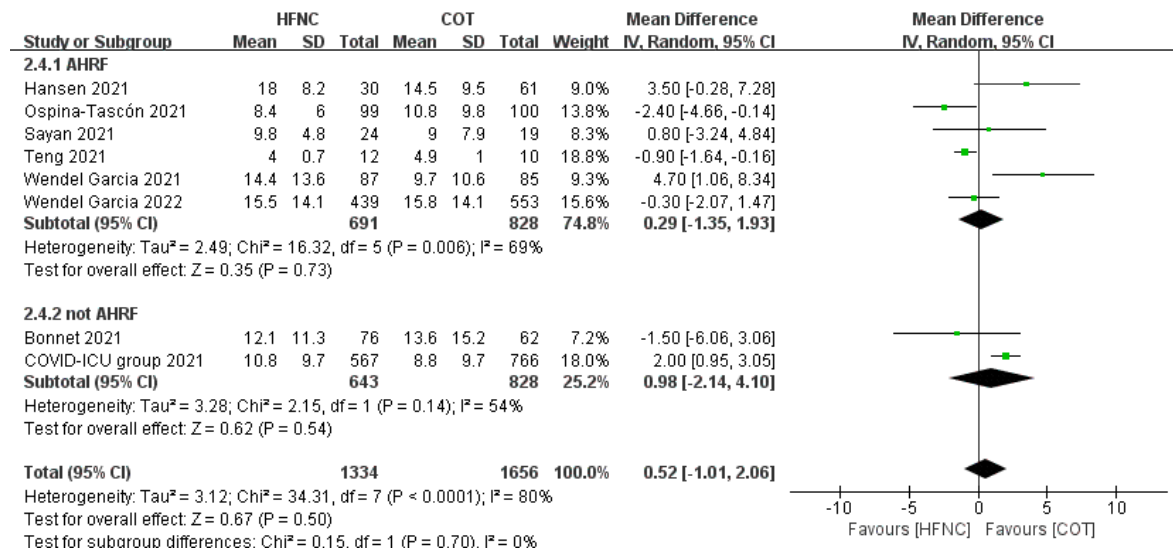 HFNC COT Mean Difference Mean Difference
Study or Subgroup Mean SD Total Mean SD Total Weight IV, Random, 95% CI IV, Random, 95% CI
2.4.1 AHRF
Hansen 2021 18 8.2 30 14.5 9.5 61 9.0% 3.50 [-0.28, 7.28]
Ospina-Tascón 2021 8.4 6 99 10.8 9.8 100 13.8% -2.40 [-4.66, -0.14]
Sayan 2021 9.8 4.8 24 9 7.9 19 8.3% 0.80 [-3.24, 4.84]
Teng 2021 4 0.7 12 4.9 1 10 18.8% -0.90 [-1.64, -0.16]
Wendel Garcia 2021 14.4 13.6 87 9.7 10.6 85 9.3% 4.70 [1.06, 8.34]
Wendel Garcia 2022 15.5 14.1 439 15.8 14.1 553 15.6% -0.30 [-2.07, 1.47]
Subtotal (95% CI) 691 828 74.8% 0.29 [-1.35, 1.93]
Heterogeneity: Tau² = 2.49; Chi² = 16.32, df = 5 (P = 0.006); I² = 69%
Test for overall effect: Z = 0.35 (P = 0.73)
2.4.2 not AHRF
Bonnet 2021 12.1 11.3 76 13.6 15.2 62 7.2% -1.50 [-6.06, 3.06]
COVID-ICU group 2021 10.8 9.7 567 8.8 9.7 766 18.0% 2.00 [0.95, 3.05]
Subtotal (95% CI) 643 828 25.2% 0.98 [-2.14, 4.10]
Heterogeneity: Tau² = 3.28; Chi² = 2.15, df = 1 (P = 0.14); I² = 54%
Test for overall effect: Z = 0.62 (P = 0.54)
Total (95% CI) 1334 1656 100.0% 0.52 [-1.01, 2.06]
Heterogeneity: Tau² = 3.12; Chi² = 34.31, df = 7 (P < 0.0001); I² = 80%
Test for overall effect: Z = 0.67 (P = 0.50)
Test for subgroup differences: Chi² = 0.15, df = 1 (P = 0.70), I² = 0%
-10 -5 0 5 10
Favours [HFNC] Favours [COT]